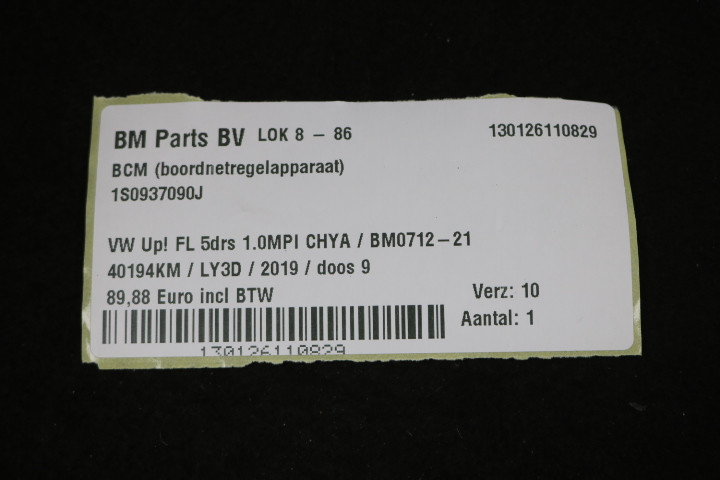 BM Parts BV LOK 8 - 86 130126110829
BCM (boordnetregelapparaat)
1S0937090J
VW Up! FL 5drs 1.0MPI CHYA / BM0712-21
40194KM / LY3D / 2019 / doos 9
89,88 Euro incl BTW Verz: 10
Aantal: 1
130126110829